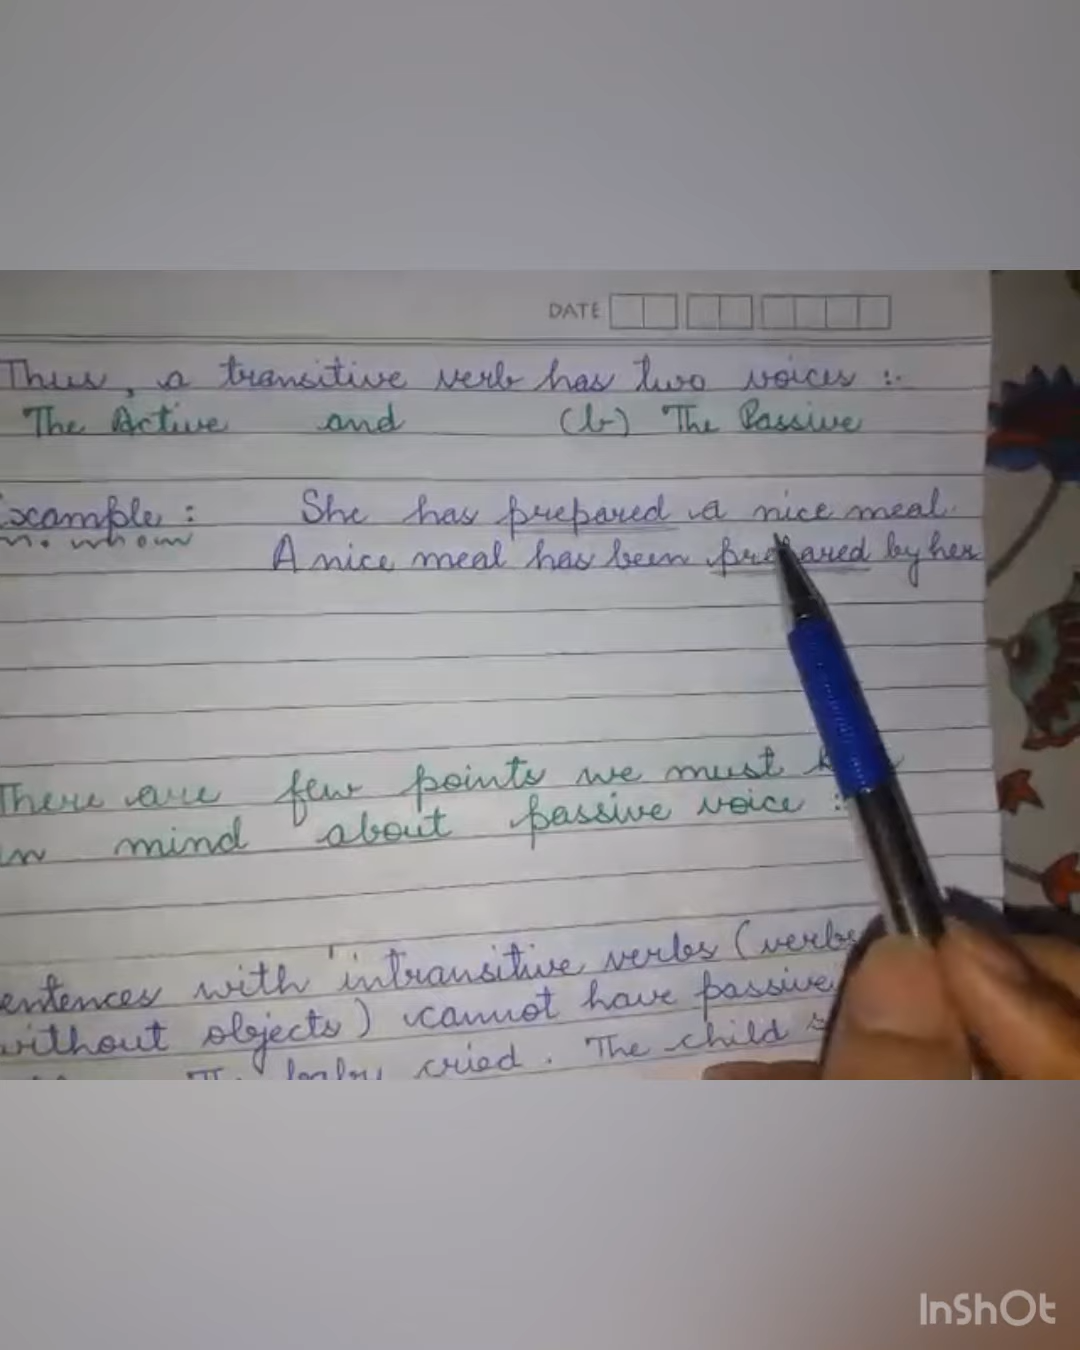 DATE
Thus, a transitive verb has two voices :-
The Active and (b) The Passive
Example : She has prepared a nice meal.
A nice meal has been prepared by her
There are few points we must
in mind about passive voice :
entences with intransitive verbs (verbs
without objects) cannot have passive
baby cried. The child
InShOt